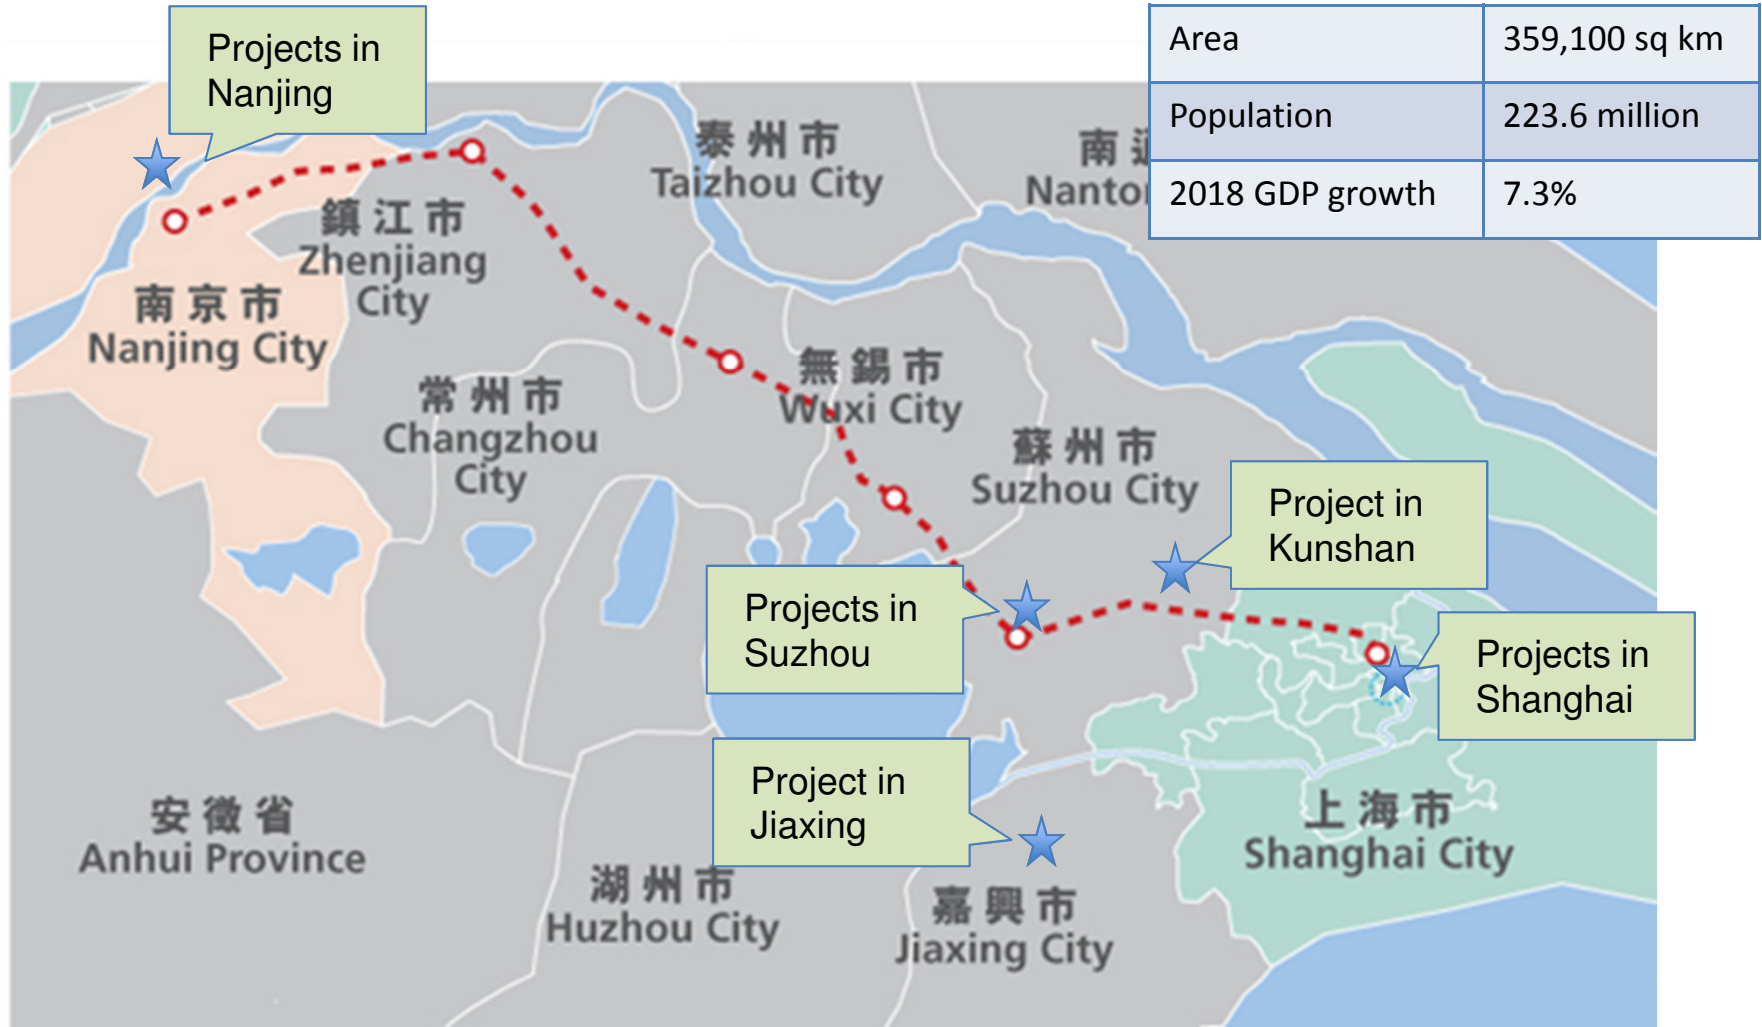 Projects in
Nanjing
Area 359,100 sq km
Population 223.6 million
2018 GDP growth 7.3%
泰州市
Taizhou City
南
鎮江市
Zhenjiang
City
南京市
Nanjing City
無錫市
Wuxi City
常州市
Changzhou
City
蘇州市
Suzhou City
Project in
Kunshan
Projects in
Suzhou
Projects in
Shanghai
Project in
Jiaxing
安徽省
Anhui Province
上海市
Shanghai City
湖州市
Huzhou City
嘉興市
Jiaxing City